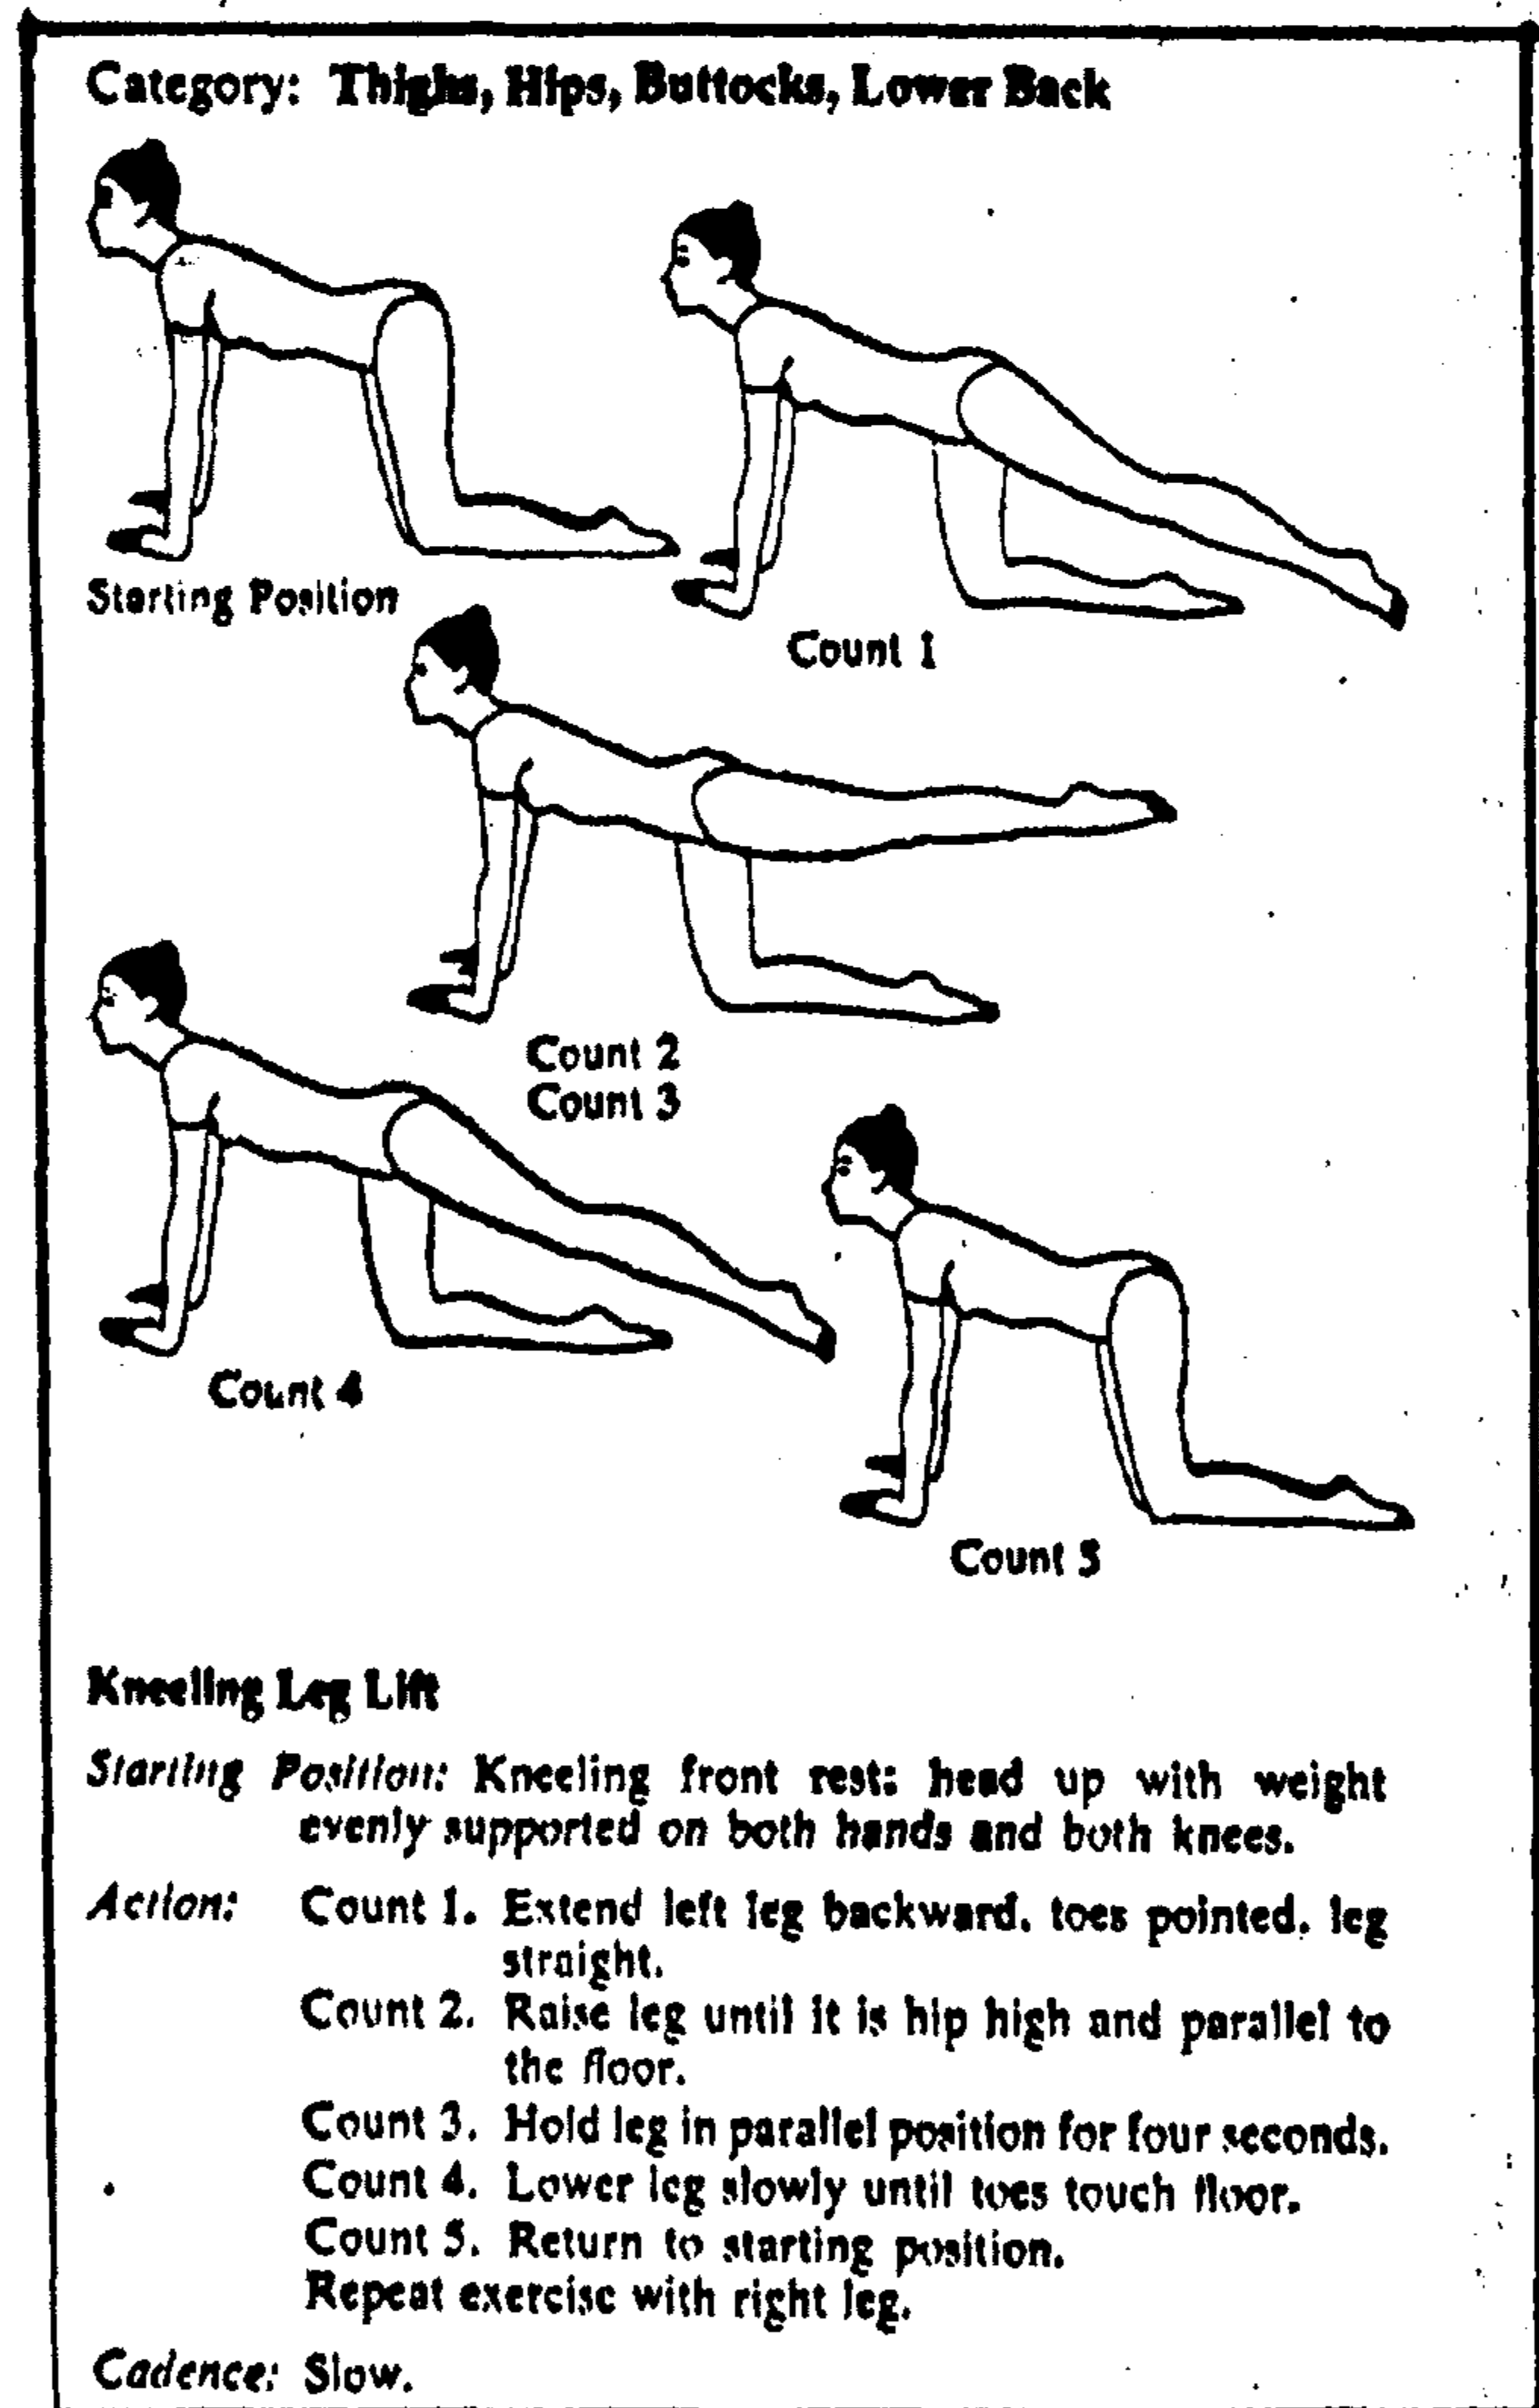 Category: Thighs, Hips, Buttocks, Lower Back
Starting Position
Count 1
Count 2
Count 3
Count 4
Count 5
Kneeling Leg Lift
Starting Position: Kneeling front rest: head up with weight
evenly supported on both hands and both knees.
Action: Count 1. Extend left leg backward, toes pointed, leg
straight.
Count 2. Raise leg until it is hip high and parallel to
the floor.
Count 3. Hold leg in parallel position for four seconds.
Count 4. Lower leg slowly until toes touch floor.
Count 5. Return to starting position.
Repeat exercise with right leg.
Cadence: Slow.